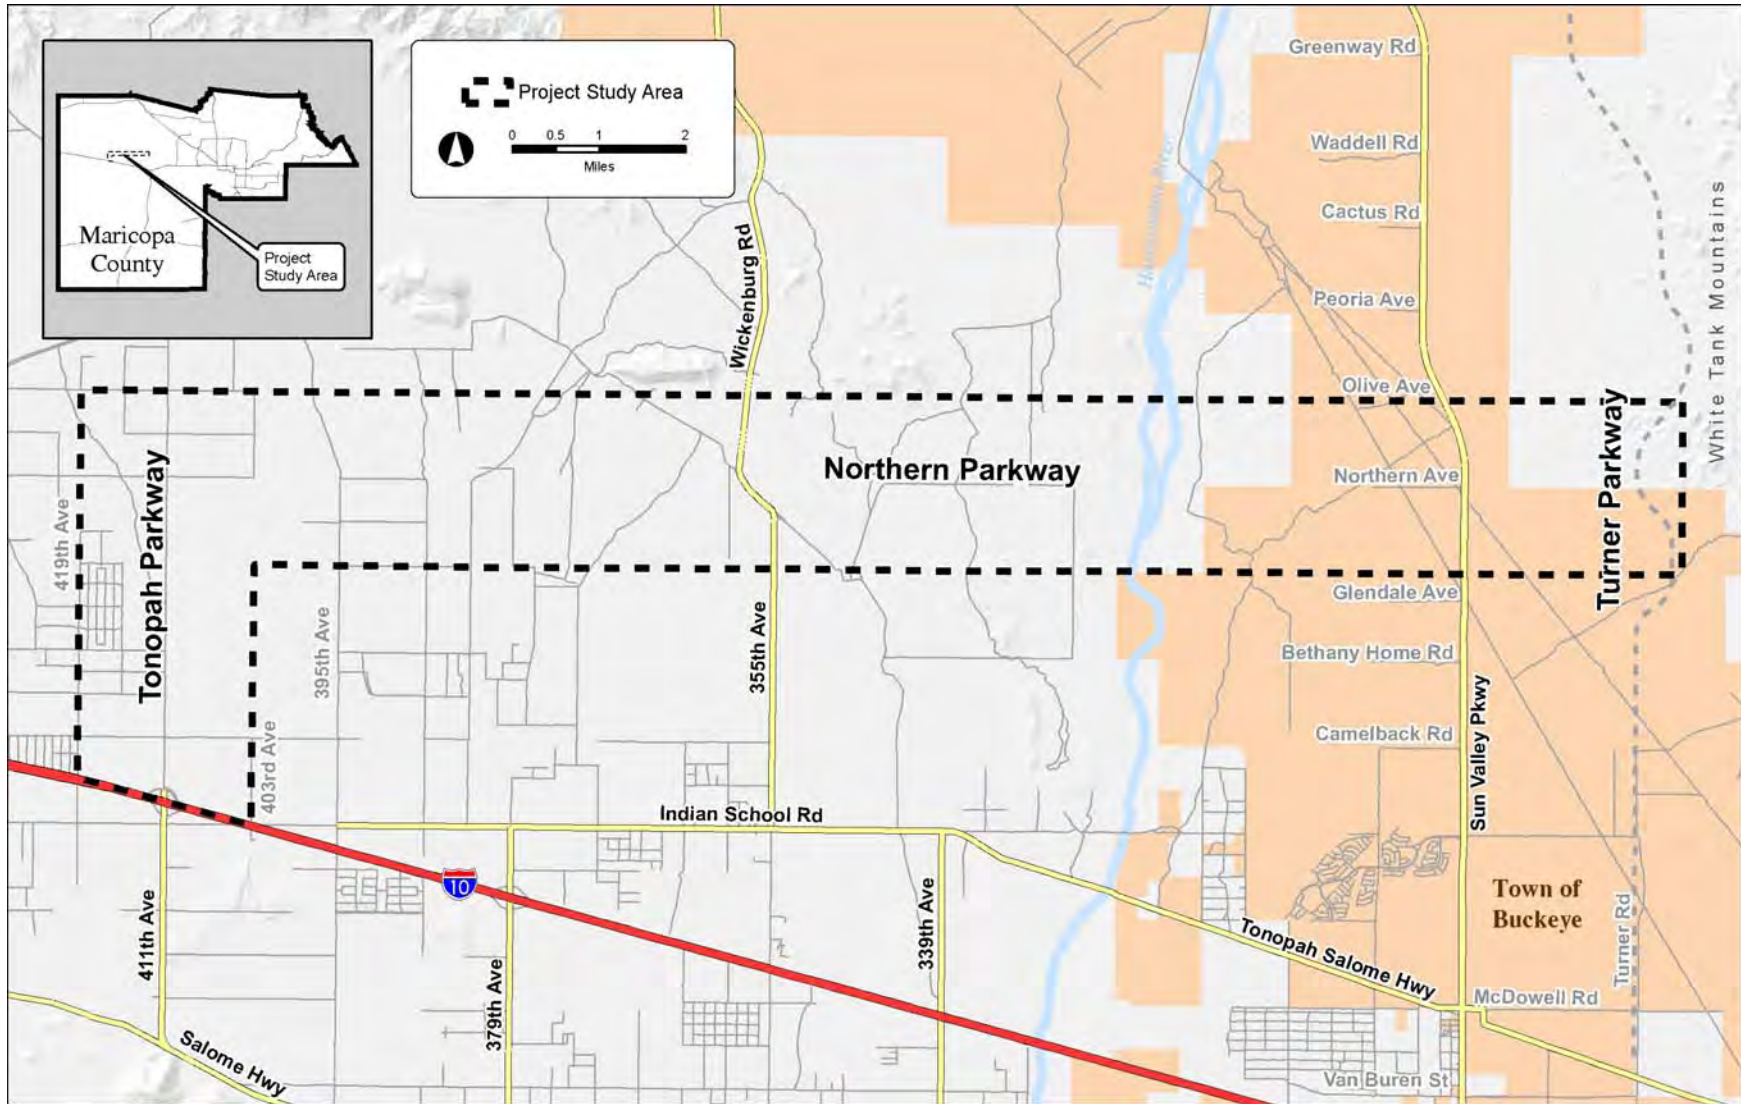 Maricopa
County
Project
Study Area
Project Study Area
0 0.5 1 2
Miles
Greenway Rd
Waddell Rd
Cactus Rd
Peoria Ave
Olive Ave
Northern Ave
Glendale Ave
Bethany Home Rd
Camelback Rd
White Tank Mountains
Wickenburg Rd
Northern Parkway
Tonopah Parkway
Turner Parkway
419th Ave
395th Ave
403rd Ave
355th Ave
Sun Valley Pkwy
Indian School Rd
10
411th Ave
379th Ave
339th Ave
Tonopah Salome Hwy
Town of
Buckeye
Turner Rd
McDowell Rd
Salome Hwy
Van Buren St